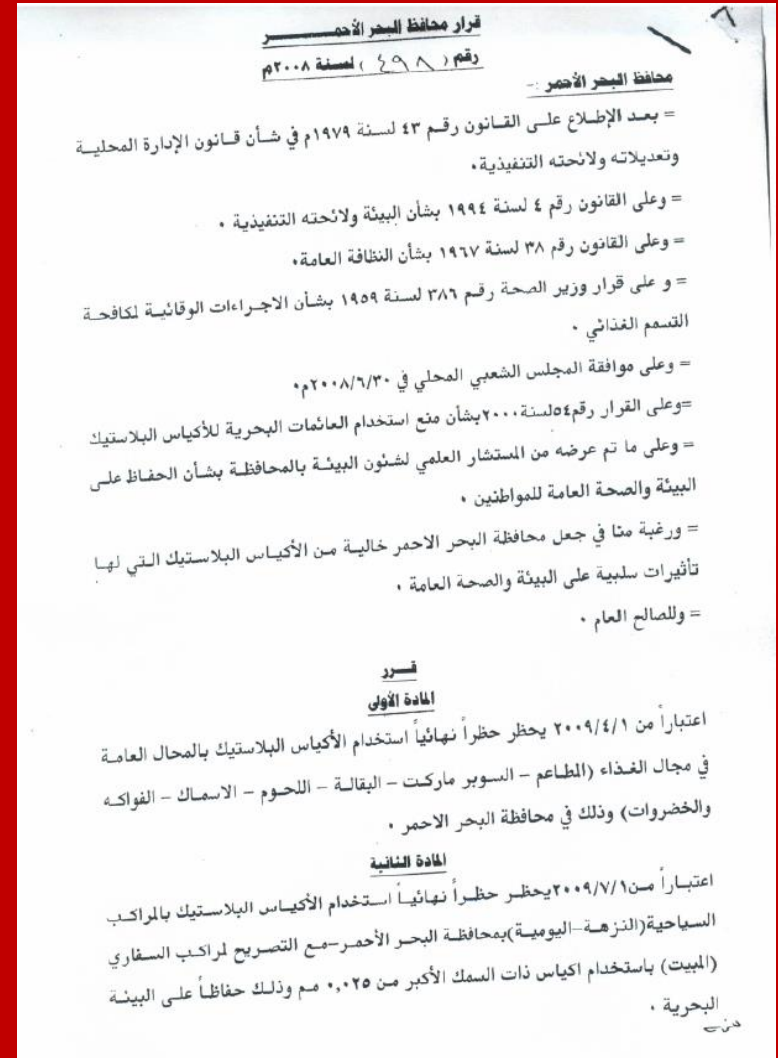 قرار محافظ البحر الأحمـــــــر
رقم ( ٤٩٨ ) لسنة ٢٠٠٨م
محافظ البحر الأحمر :-
= بعد الإطلاع على القانون رقم ٤٣ لسنة ١٩٧٩م في شأن قانون الإدارة المحلية
وتعديلاته ولائحته التنفيذية.
= وعلى القانون رقم ٤ لسنة ١٩٩٤ بشأن البيئة ولائحته التنفيذية .
= وعلى القانون رقم ٣٨ لسنة ١٩٦٧ بشأن النظافة العامة.
= و على قرار وزير الصحة رقم ٣٨٦ لسنة ١٩٥٩ بشأن الاجراءات الوقائية لمكافحة
التسمم الغذائي .
= وعلى موافقة المجلس الشعبي المحلي في ٢٠٠٨/٦/٣٠م.
=وعلى القرار رقم٥٤لسنة٢٠٠٠بشأن منع استخدام العائمات البحرية للأكياس البلاستيك
= وعلى ما تم عرضه من المستشار العلمي لشئون البيئة بالمحافظة بشأن الحفاظ على
البيئة والصحة العامة للمواطنين .
= ورغبة منا في جعل محافظة البحر الاحمر خالية من الأكياس البلاستيك التي لها
تأثيرات سلبية على البيئة والصحة العامة .
= وللصالح العام .
قـــرر
المادة الأولى
اعتباراً من ٢٠٠٩/٤/١ يحظر حظراً نهائياً استخدام الأكياس البلاستيك بالمحال العامة
في مجال الغذاء (المطاعم – السوبر ماركت – البقالة – اللحوم – الاسماك – الفواكه
والخضروات) وذلك في محافظة البحر الاحمر .
المادة الثانية
اعتباراً من٢٠٠٩/٧/١يحظر حظراً نهائياً استخدام الأكياس البلاستيك بالمراكب
السياحية(النزهة–اليومية)بمحافظة البحر الأحمر–مع التصريح لمراكب السفاري
(المبيت) باستخدام اكياس ذات السمك الأكبر من ٠,٠٢٥ مم وذلك حفاظاً على البيئة
البحرية .